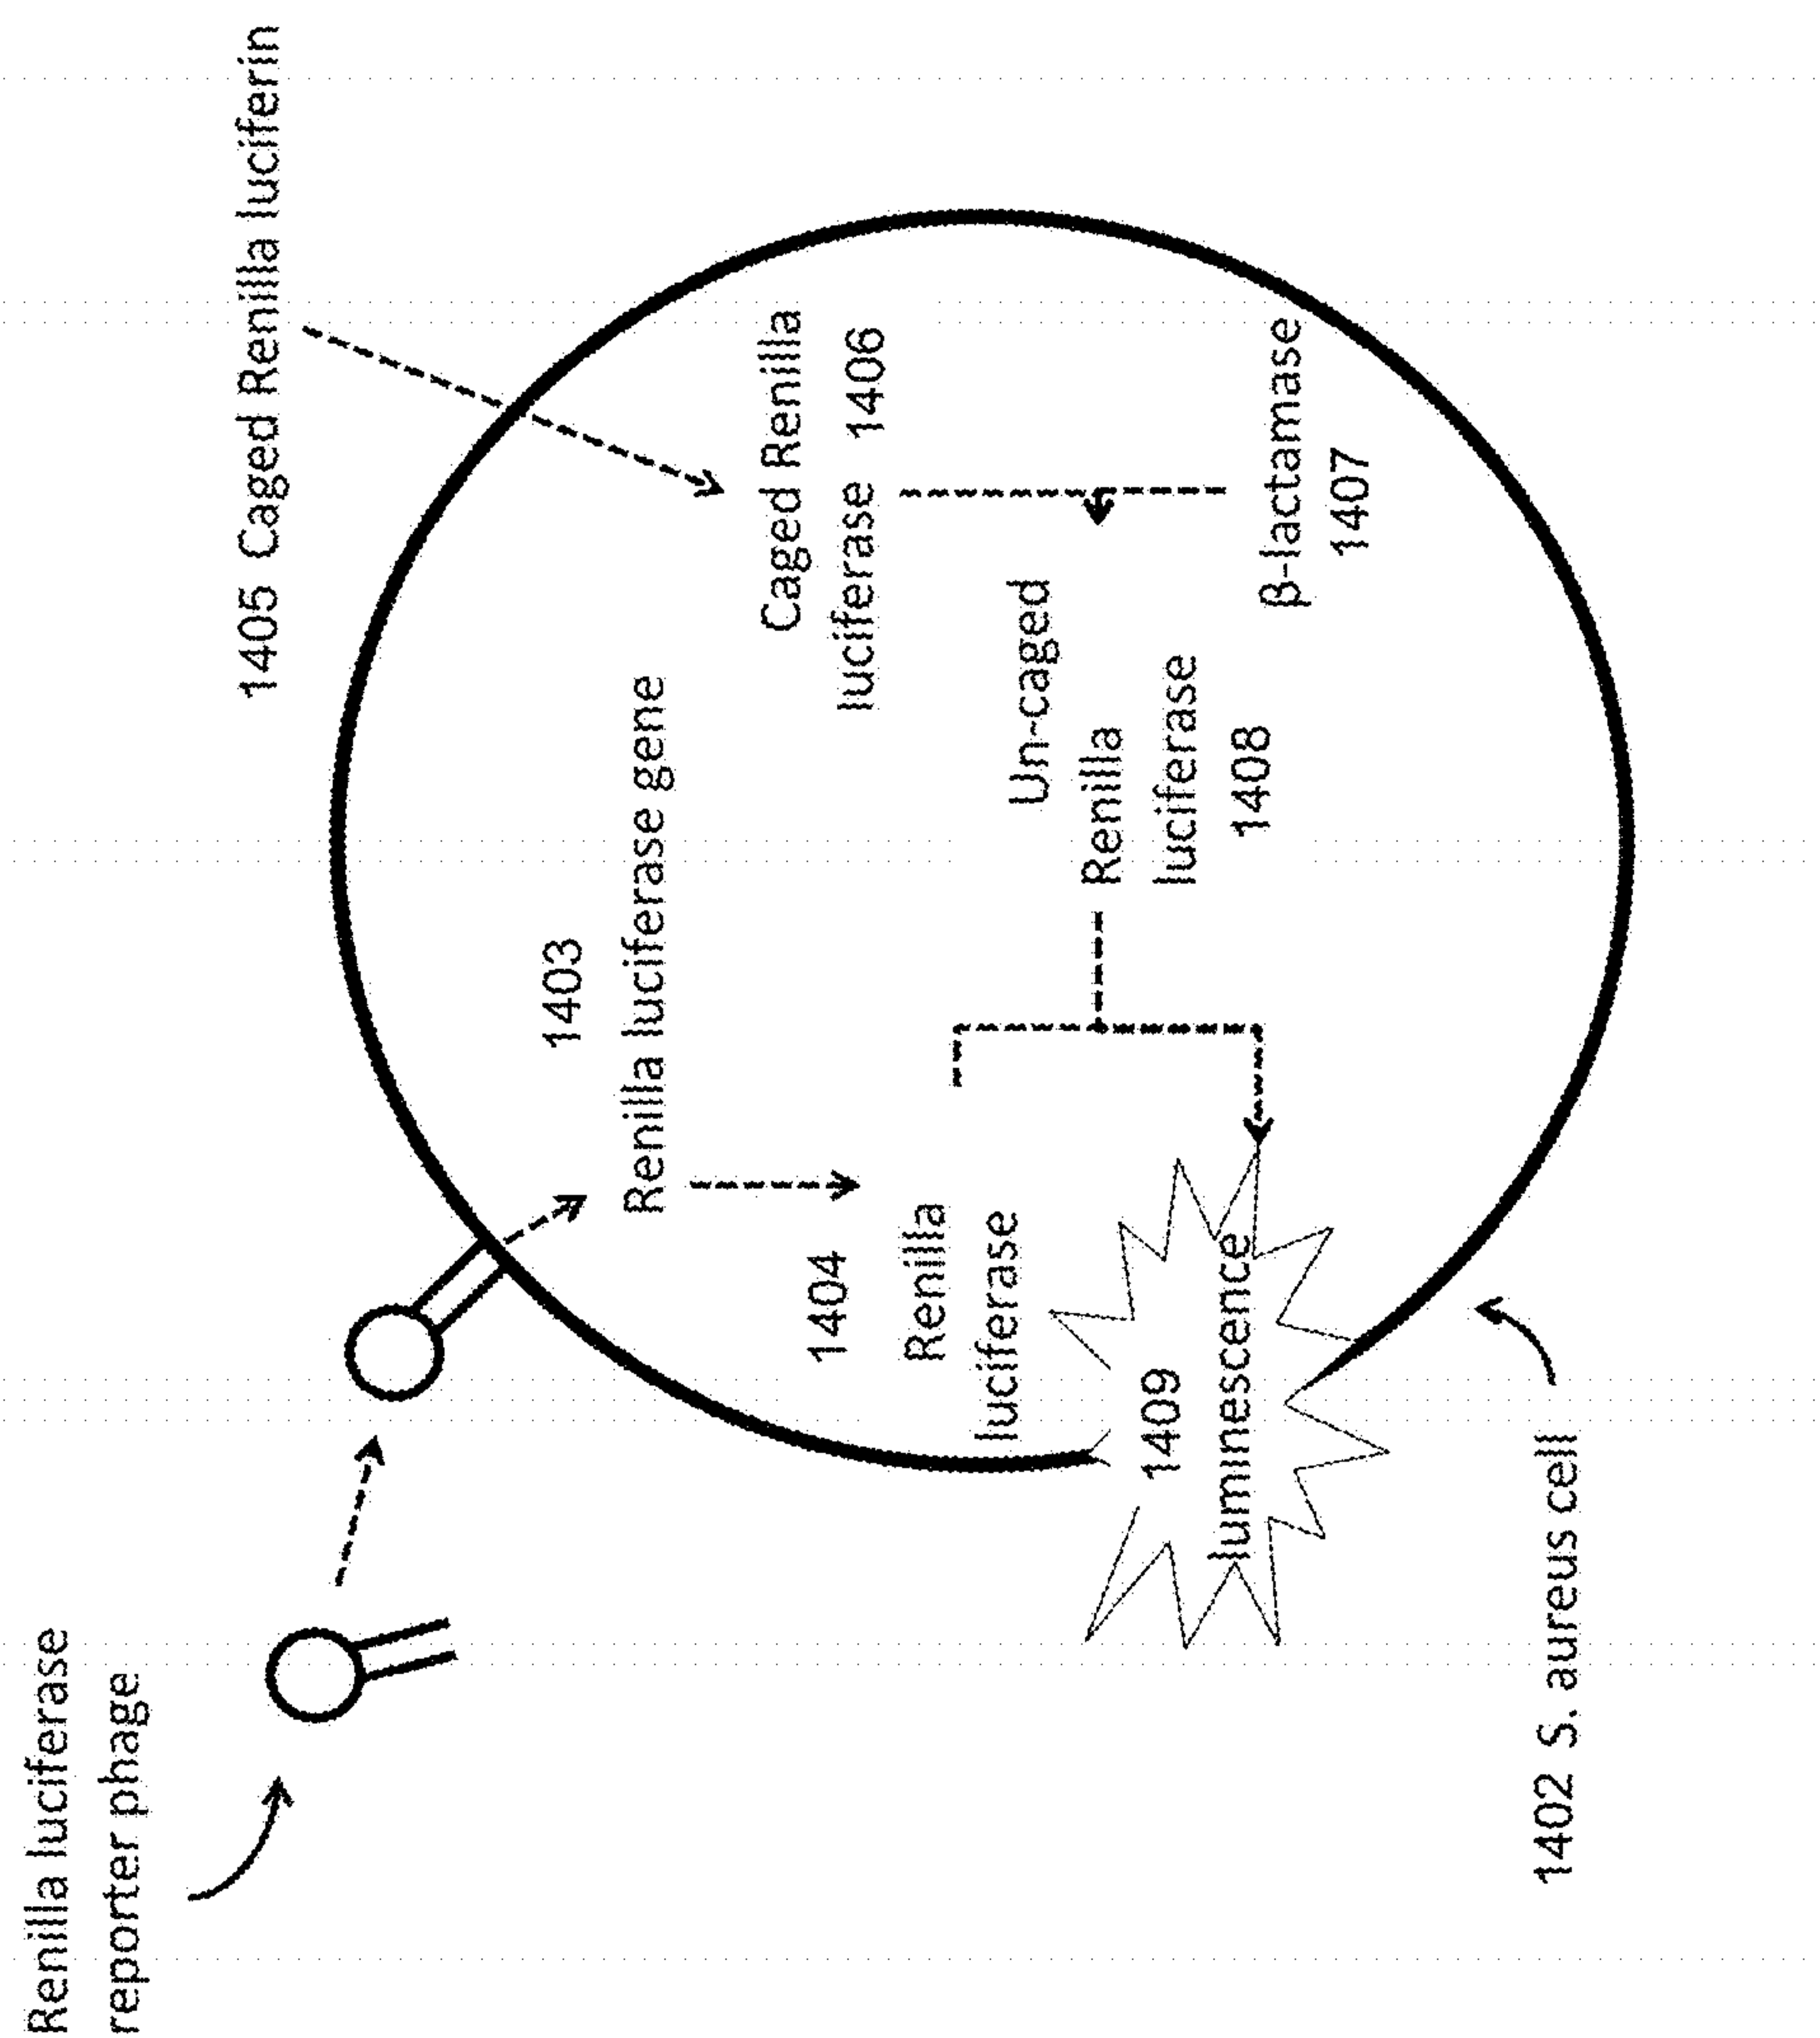 Renilla luciferase
reporter phage
1405 Caged Renilla luciferin
1403
Renilla luciferase gene
Caged Renilla
luciferase 1406
1404
Renilla
luciferase
Un-caged
Renilla
luciferase
1408
β-lactamase
1407
1409
luminescence
1402 S. aureus cell